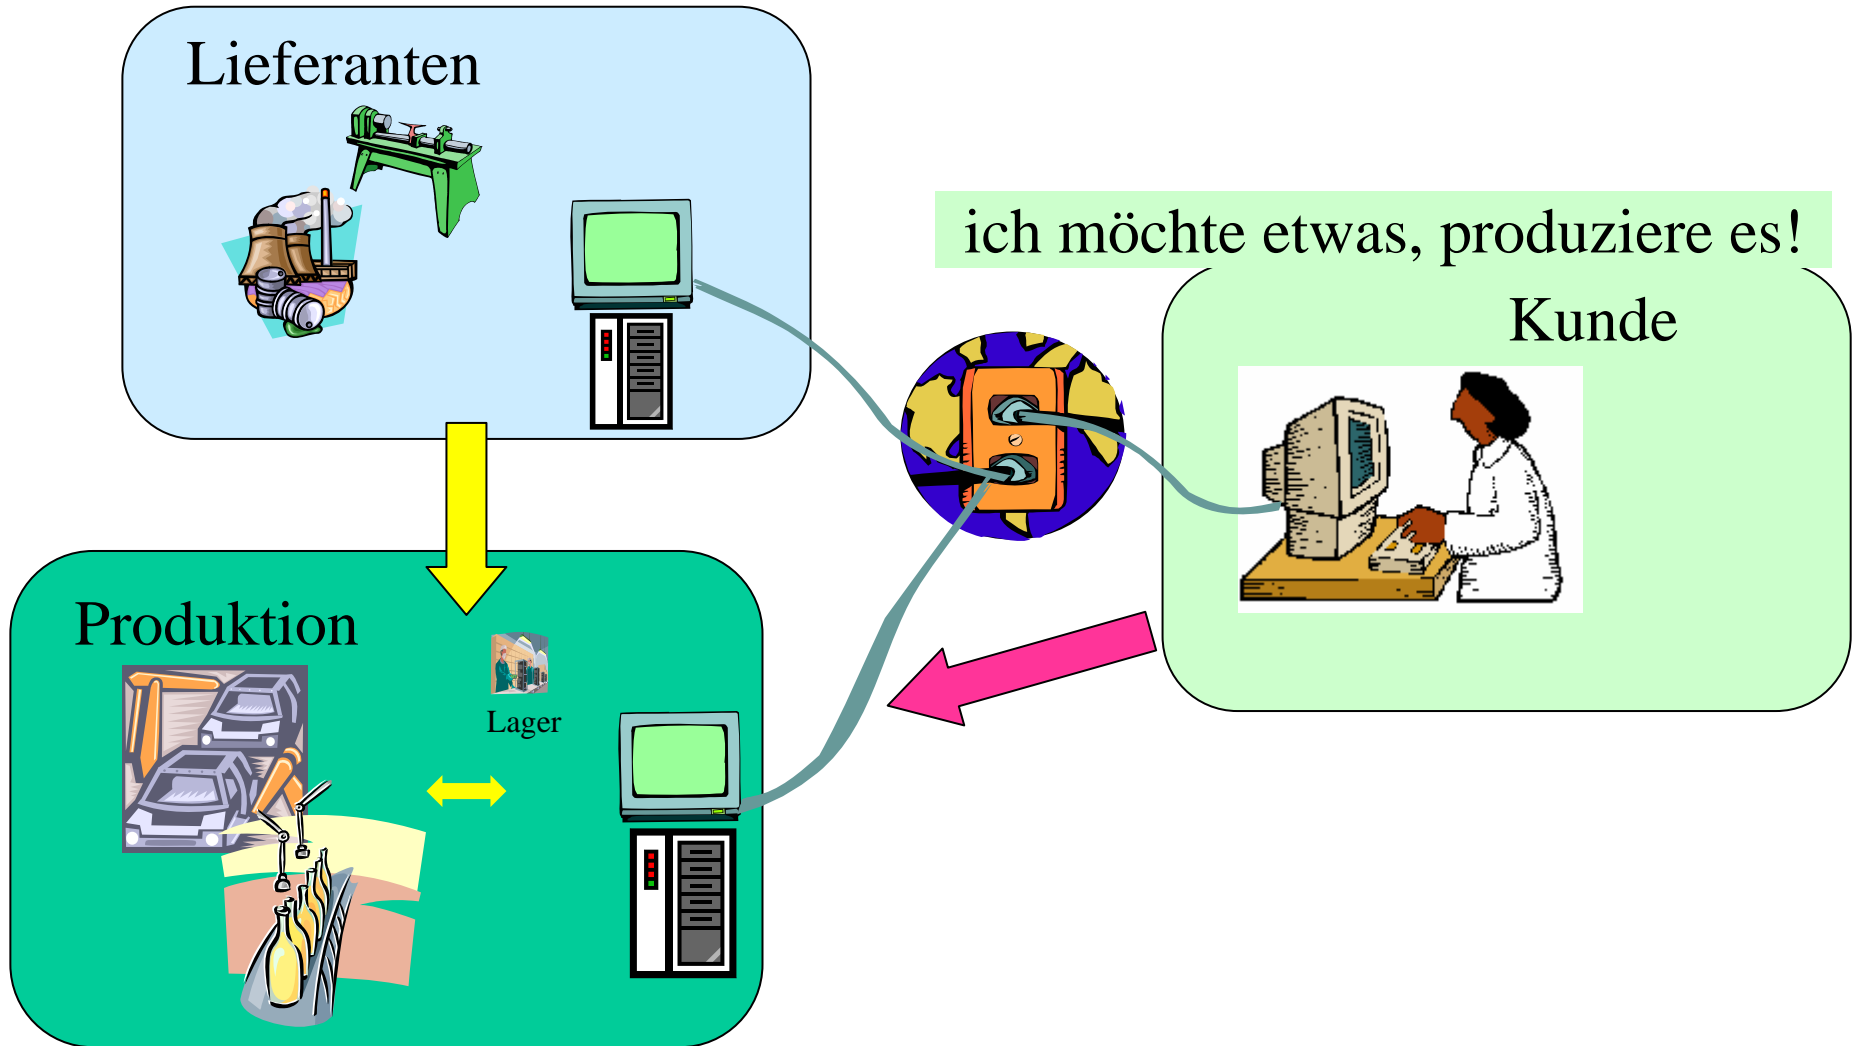 Lieferanten
ich möchte etwas, produziere es!
Kunde
Produktion
Lager